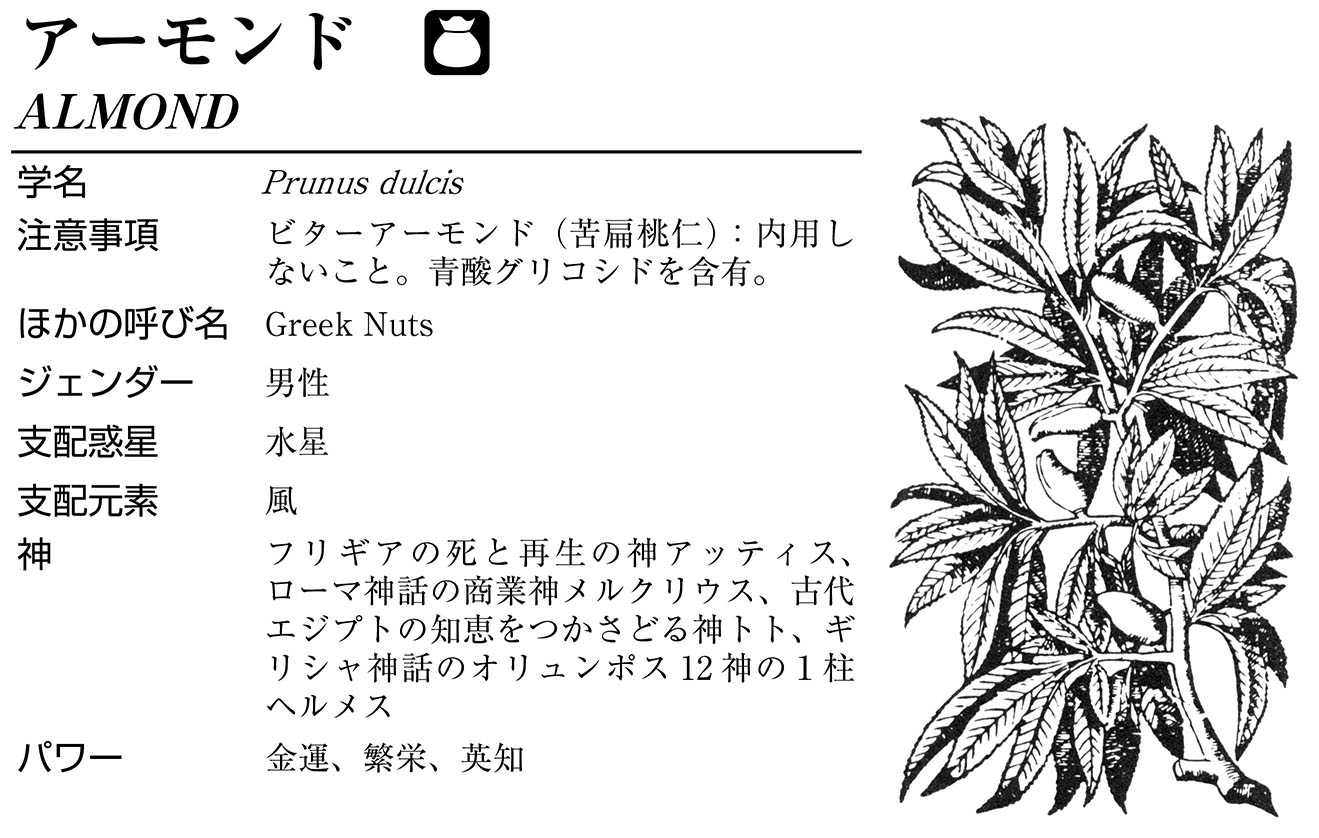 アーモンド
ALMOND
学名 Prunus dulcis
注意事項 ビターアーモンド（苦扁桃仁）：内用し
ないこと。青酸グリコシドを含有。
ほかの呼び名 Greek Nuts
ジェンダー 男性
支配惑星 水星
支配元素 風
神 フリギアの死と再生の神アッティス、
ローマ神話の商業神メルクリウス、古代
エジプトの知恵をつかさどる神トト、ギ
リシャ神話のオリュンポス12神の1柱
ヘルメス
パワー 金運、繁栄、英知